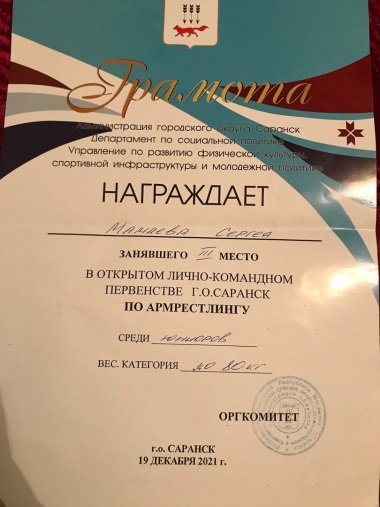 Грамота
Администрация городского округа Саранск
Департамент по социальной политике
Управление по развитию физической культуры,
спортивной инфраструктуры и молодежной политике
НАГРАЖДАЕТ
Мамаева Сергея
ЗАНЯВШЕГО III МЕСТО
В ОТКРЫТОМ ЛИЧНО-КОМАНДНОМ
ПЕРВЕНСТВЕ Г.О.САРАНСК
ПО АРМРЕСТЛИНГУ
СРЕДИ юниоров
ВЕС. КАТЕГОРИЯ до 80 кг
ОРГКОМИТЕТ
г.о. САРАНСК
19 ДЕКАБРЯ 2021 г.